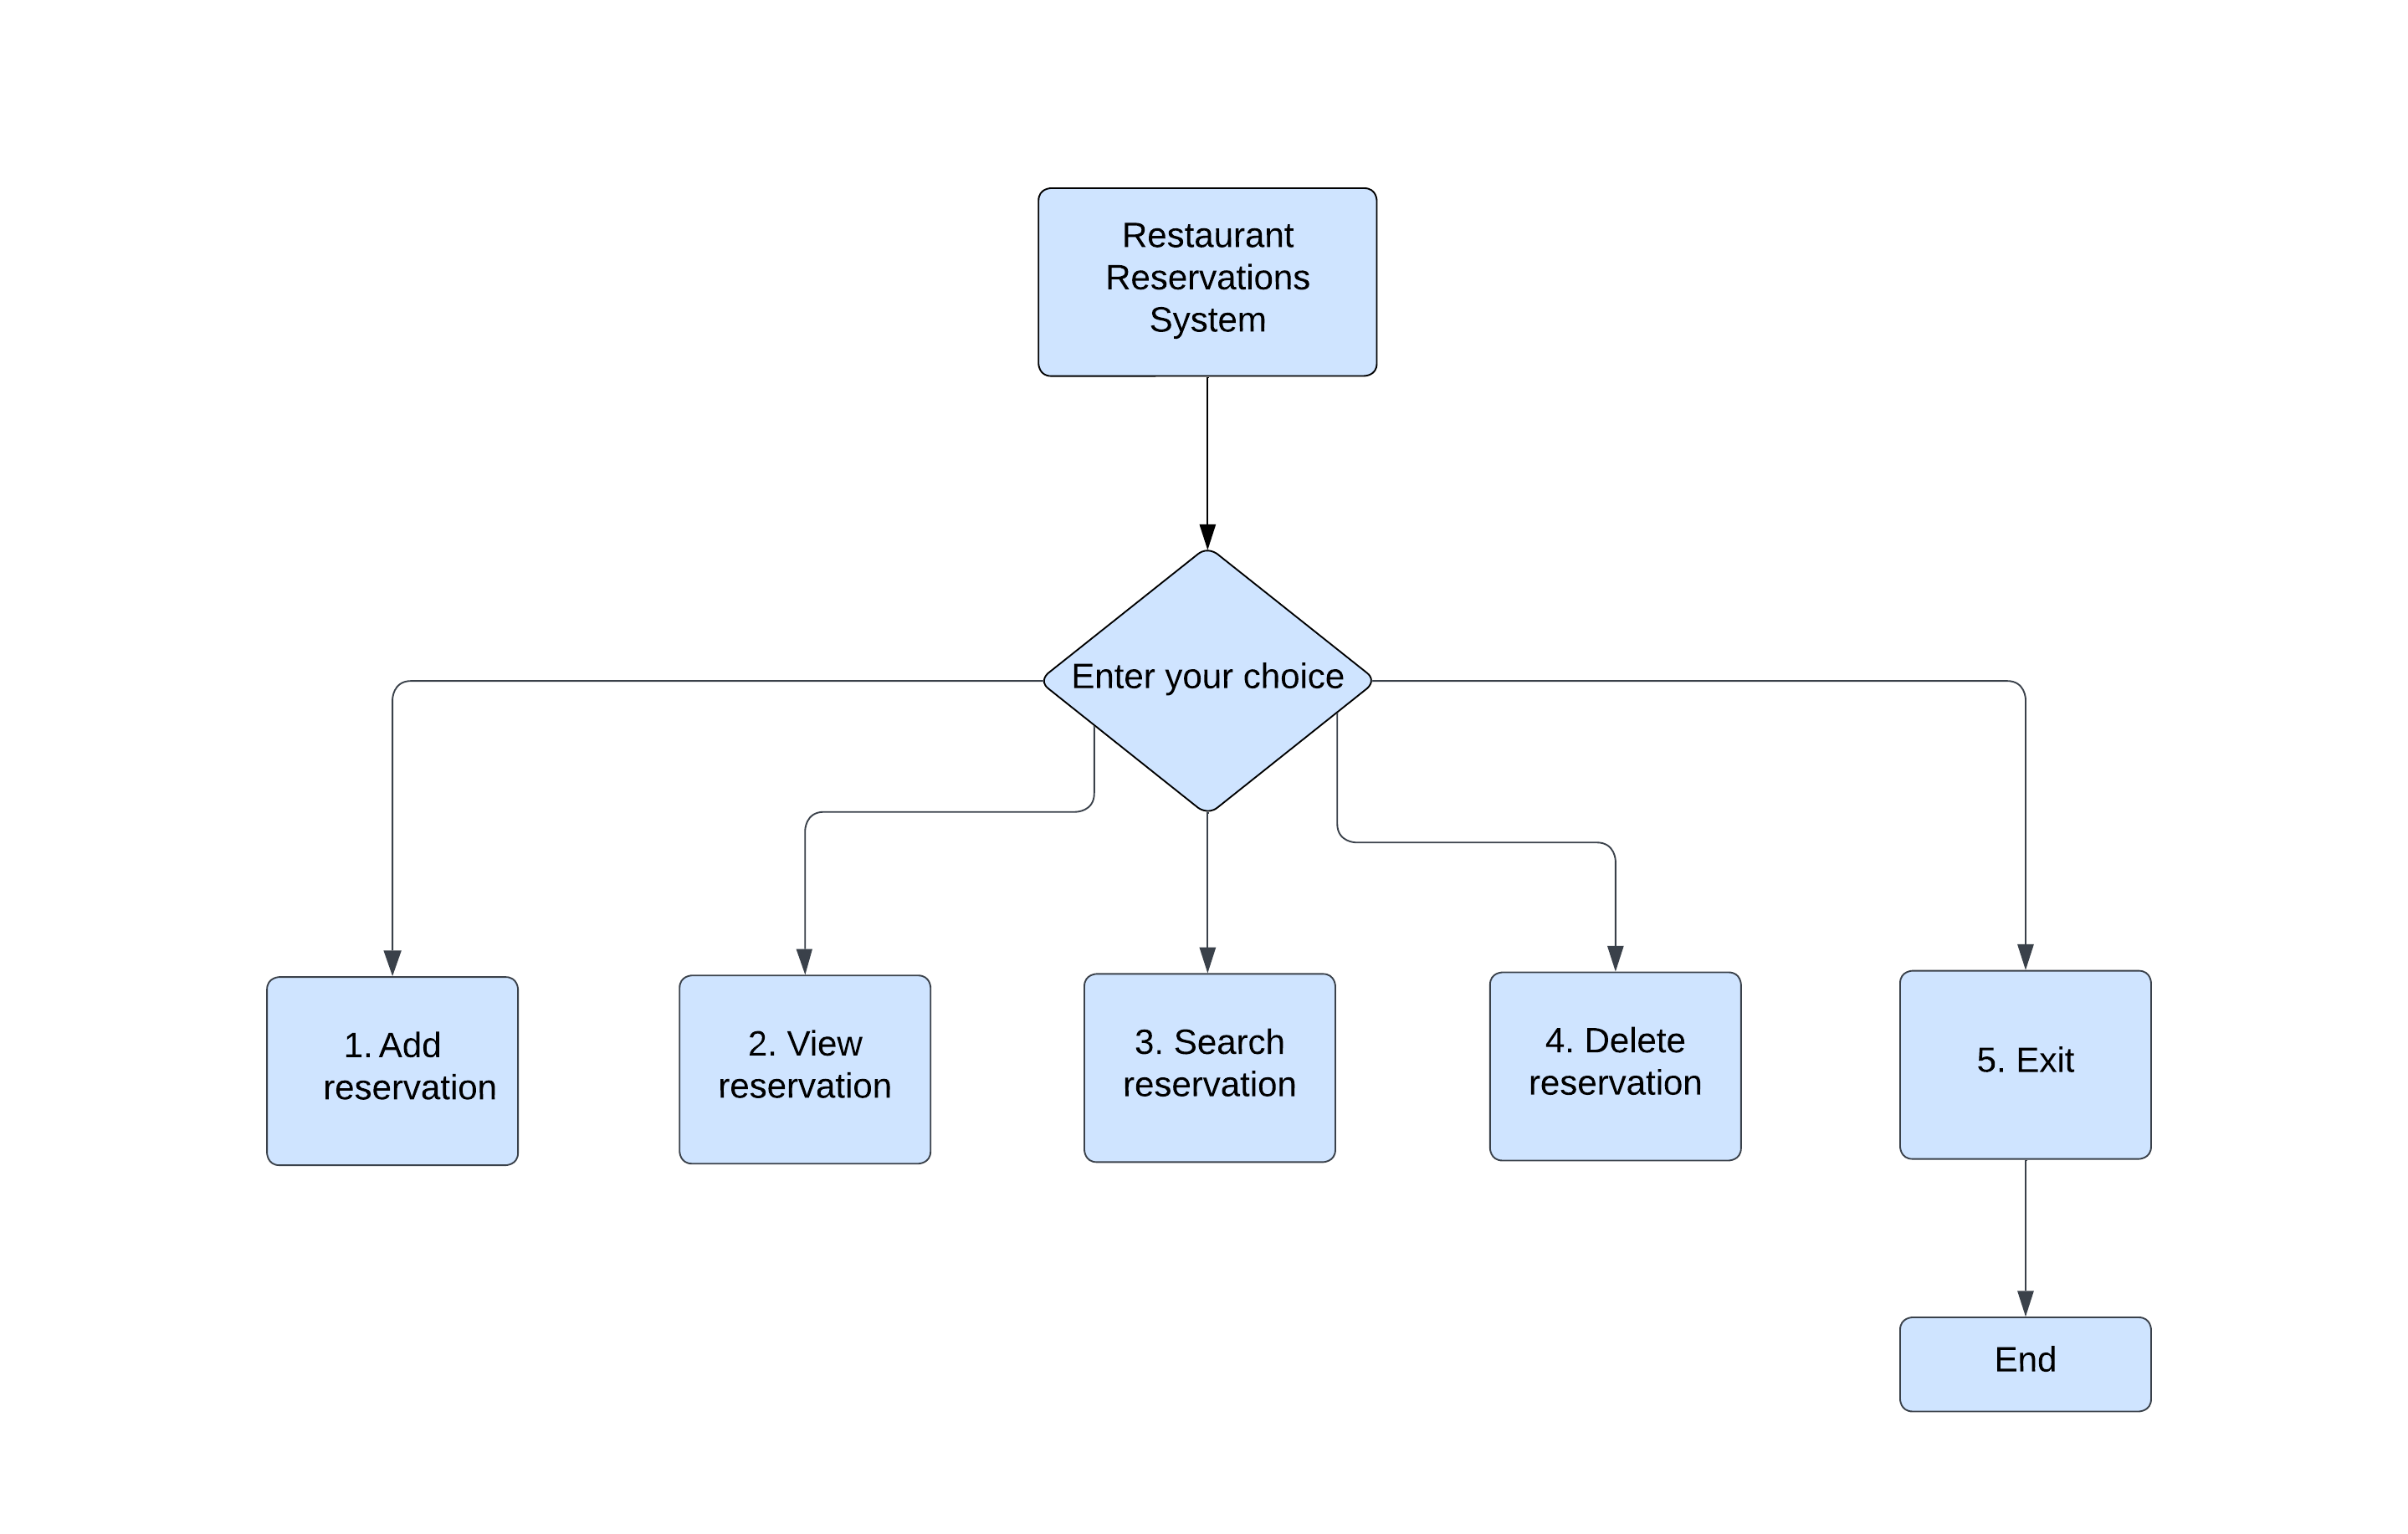 Restaurant
Reservations
System
Enter your choice
1. Add
reservation
2. View
reservation
3. Search
reservation
4. Delete
reservation
5. Exit
End